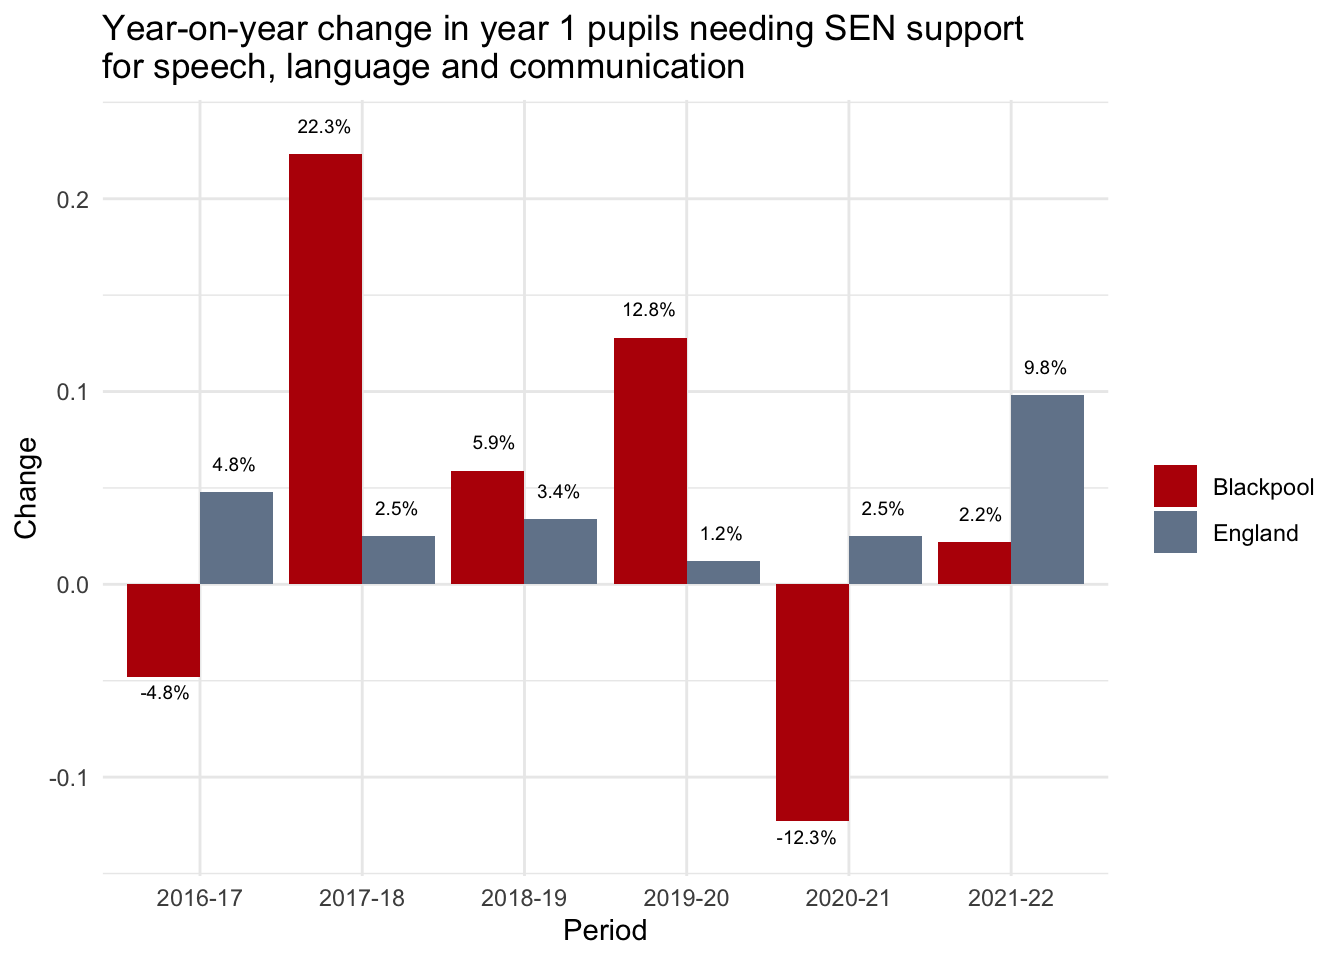 Year-on-year change in year 1 pupils needing SEN support
for speech, language and communication
22.3%
0.2
12.8%
0.1
9.8%
5.9%
4.8%
3.4%
2.5%
1.2%
2.5%
2.2%
Change
Blackpool
England
0.0
-4.8%
-0.1
-12.3%
2016-17 2017-18 2018-19 2019-20 2020-21 2021-22
Period